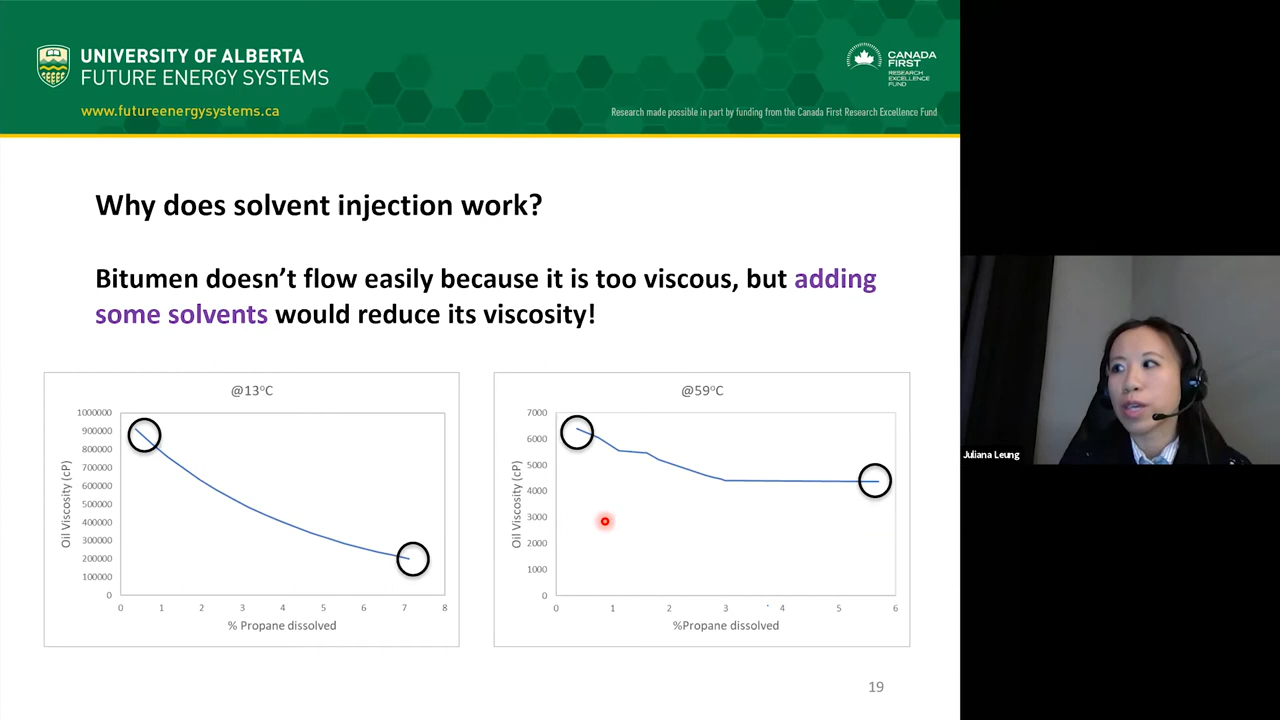 UNIVERSITY OF ALBERTA
FUTURE ENERGY SYSTEMS
www.futureenergysystems.ca
CANADA
FIRST
RESEARCH
EXCELLENCE
FUND
Research made possible in part by funding from the Canada First Research Excellence Fund
Why does solvent injection work?
Bitumen doesn’t flow easily because it is too viscous, but adding
some solvents would reduce its viscosity!
@13°C
1000000
900000
800000
700000
600000
500000
400000
300000
200000
100000
0
Oil Viscosity (cP)
0 1 2 3 4 5 6 7 8
% Propane dissolved
@59°C
7000
6000
5000
4000
3000
2000
1000
0
Oil Viscosity (cP)
0 1 2 3 4 5 6
%Propane dissolved
19
Juliana Leung